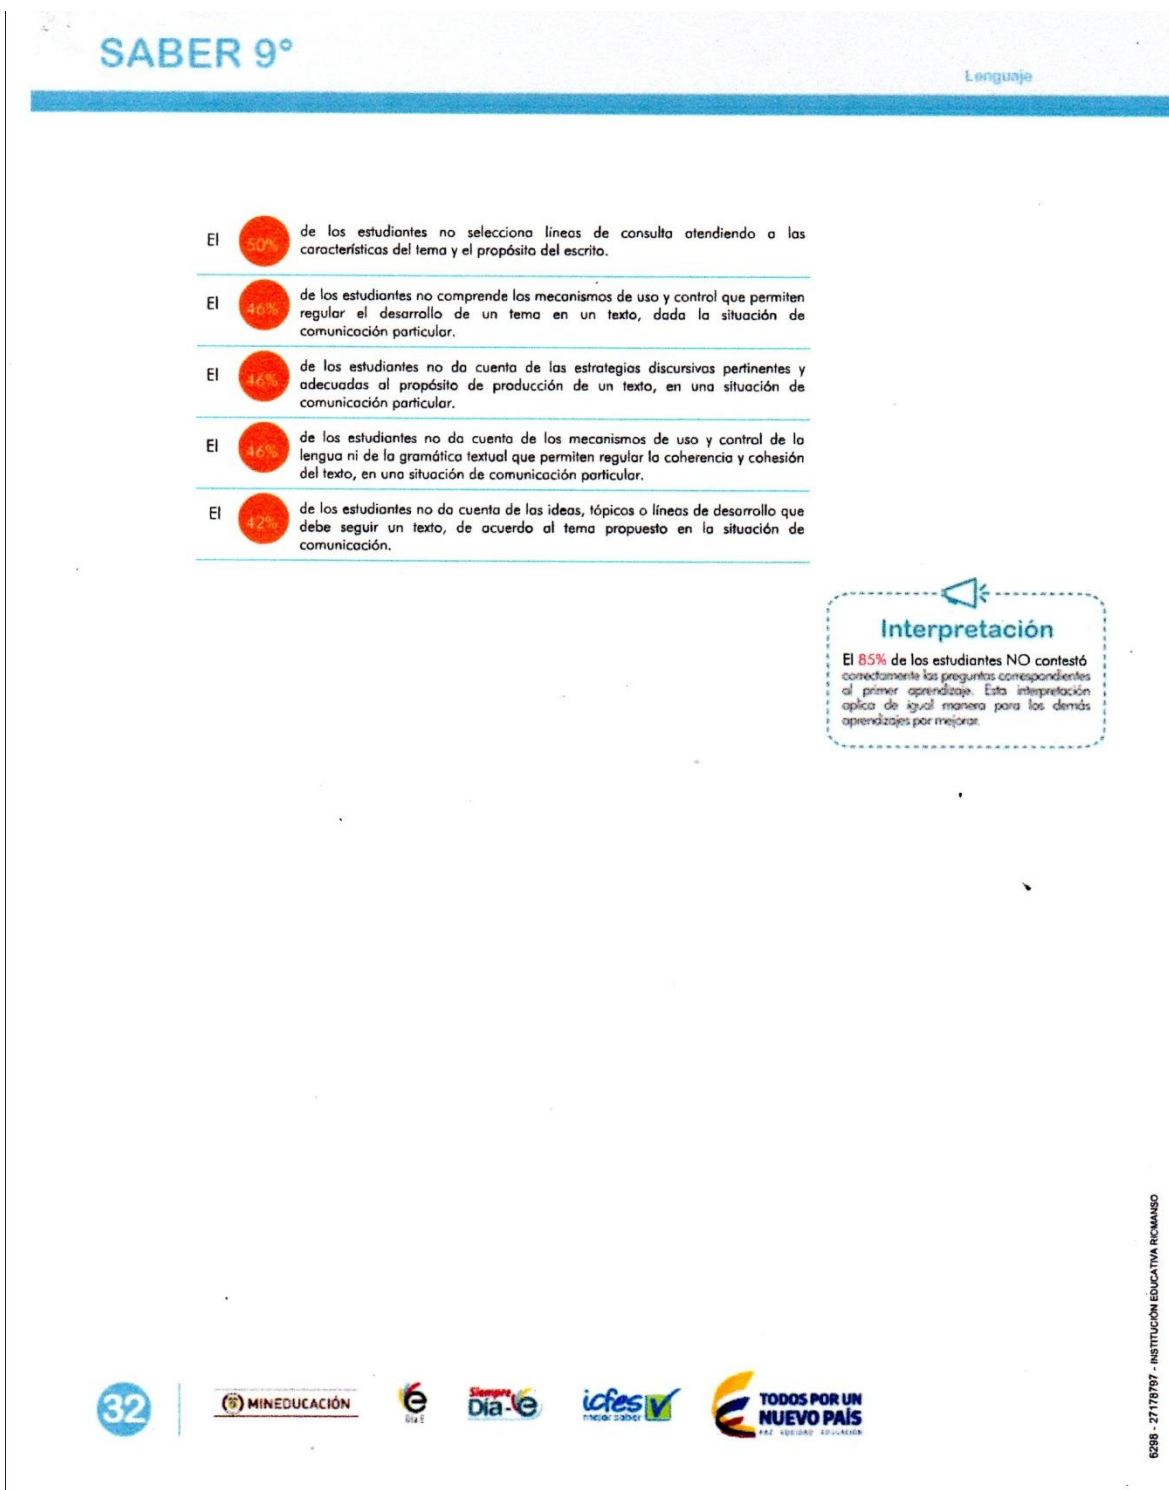 SABER 9°
Lenguaje
El 50% de los estudiantes no selecciona líneas de consulta atendiendo a las
características del tema y el propósito del escrito.
El 46% de los estudiantes no comprende los mecanismos de uso y control que permiten
regular el desarrollo de un tema en un texto, dada la situación de
comunicación particular.
El 46% de los estudiantes no da cuenta de las estrategias discursivas pertinentes y
adecuadas al propósito de producción de un texto, en una situación de
comunicación particular.
El 46% de los estudiantes no da cuenta de los mecanismos de uso y control de la
lengua ni de la gramática textual que permiten regular la coherencia y cohesión
del texto, en una situación de comunicación particular.
El 42% de los estudiantes no da cuenta de las ideas, tópicos o líneas de desarrollo que
debe seguir un texto, de acuerdo al tema propuesto en la situación de
comunicación.
Interpretación
El 85% de los estudiantes NO contestó
correctamente las preguntas correspondientes
al primer aprendizaje. Esta interpretación
aplica de igual manera para los demás
aprendizajes por mejorar.
32
MINEDUCACIÓN
e
Día E
Siempre
Día-e
icfes
mejor saber
TODOS POR UN
NUEVO PAÍS
PAZ EQUIDAD EDUCACIÓN
6298 - 27178797 - INSTITUCIÓN EDUCATIVA RIOMANSO